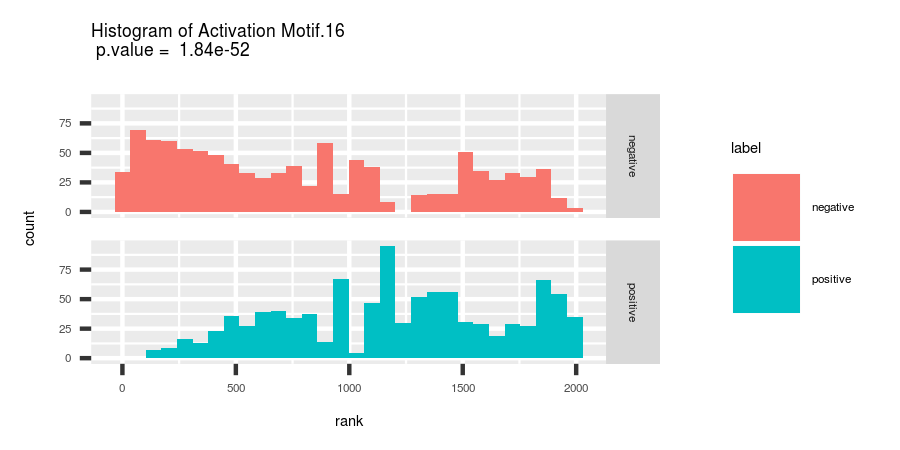 Histogram of Activation Motif.16
p.value =  1.84e-52
count
75
50
25
0
negative
75
50
25
0
positive
0 500 1000 1500 2000
rank
label
negative
positive